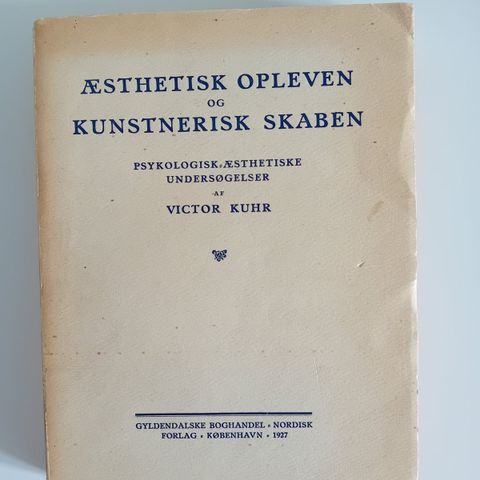 ÆSTHETISK OPLEVEN
OG
KUNSTNERISK SKABEN
PSYKOLOGISK-ÆSTHETISKE
UNDERSØGELSER
AF
VICTOR KUHR
GYLDENDALSKE BOGHANDEL · NORDISK
FORLAG · KØBENHAVN · 1927